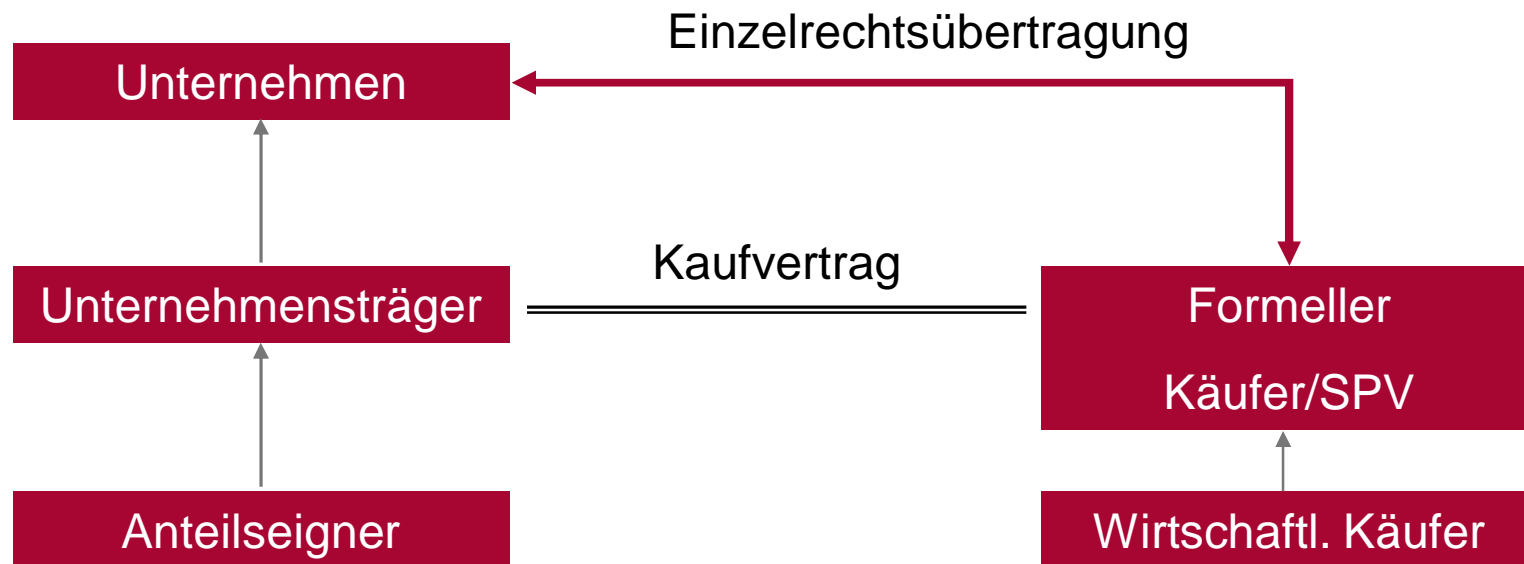 Einzelrechtsübertragung
Unternehmen
Kaufvertrag
Unternehmensträger
Formeller
Käufer/SPV
Anteilseigner
Wirtschaftl. Käufer